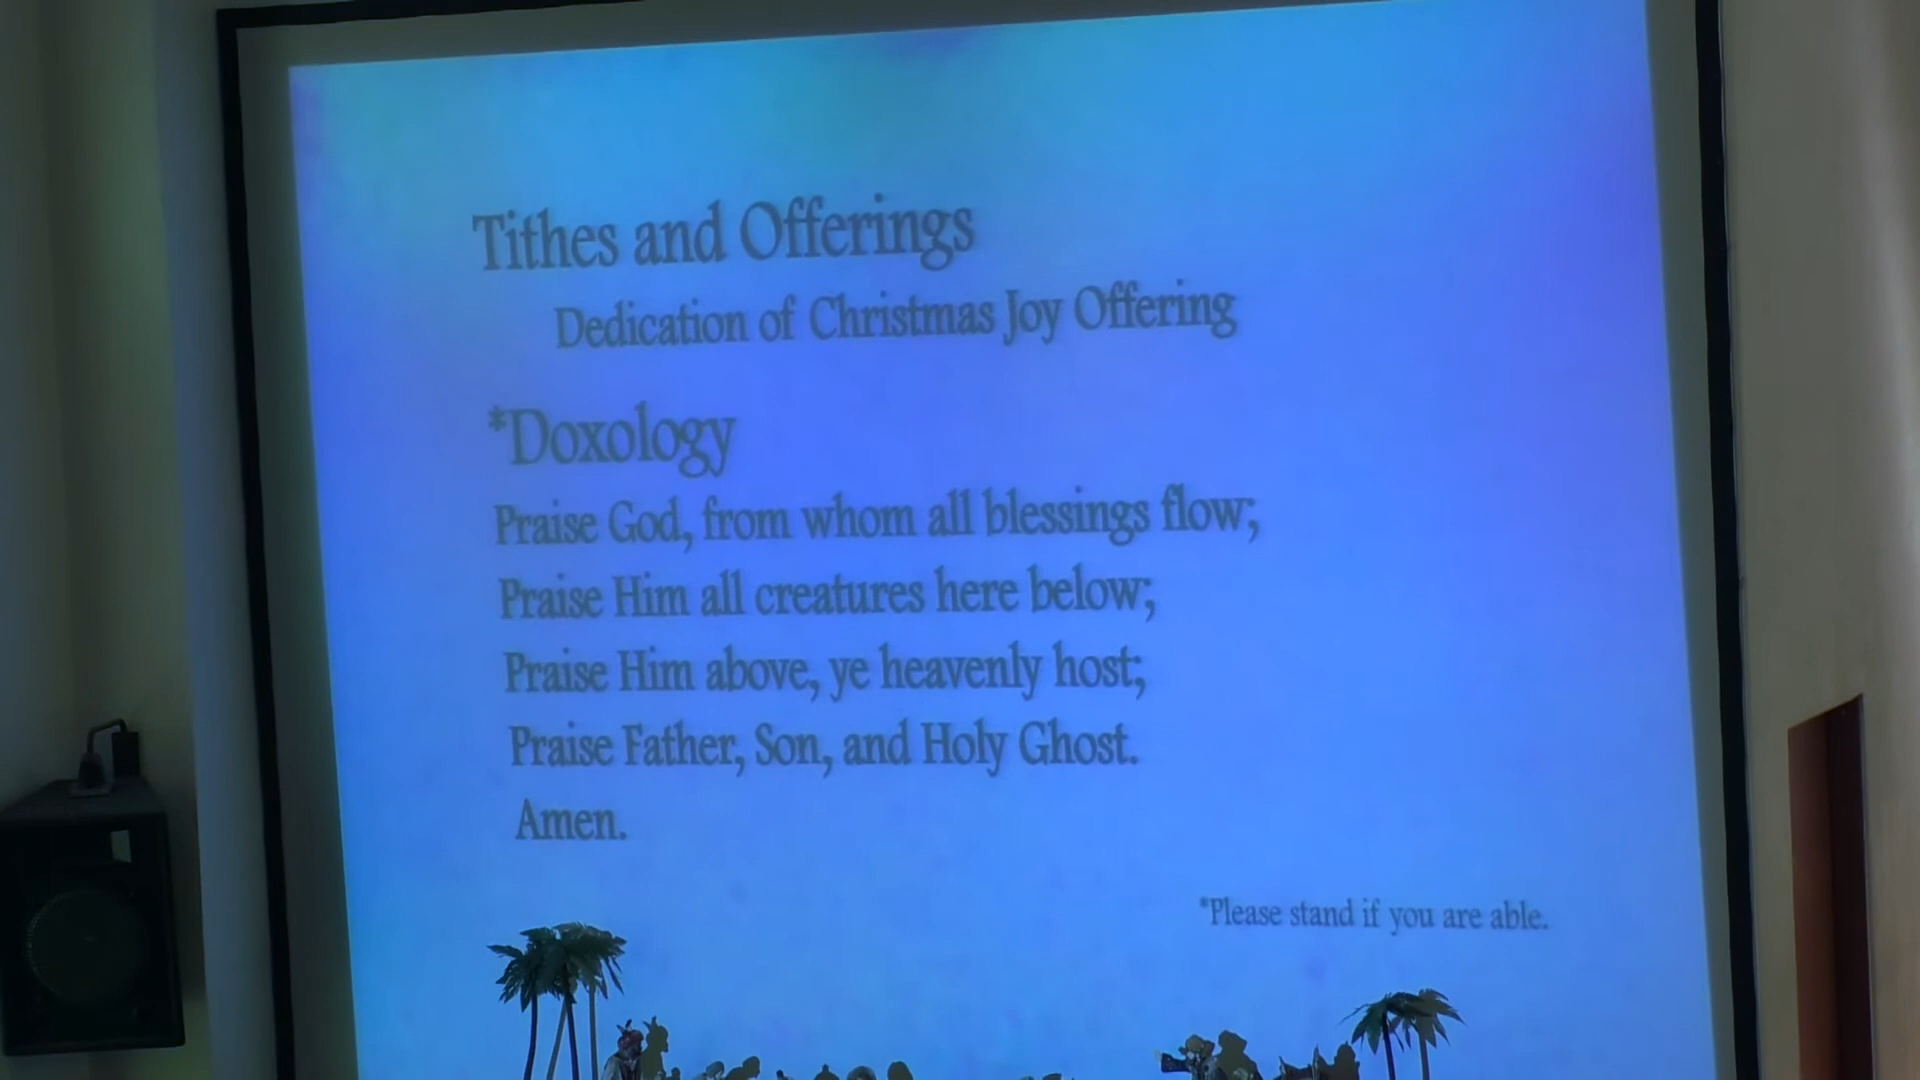 Tithes and Offerings
Dedication of Christmas Joy Offering
*Doxology
Praise God, from whom all blessings flow;
Praise Him all creatures here below;
Praise Him above, ye heavenly host;
Praise Father, Son, and Holy Ghost.
Amen.
*Please stand if you are able.